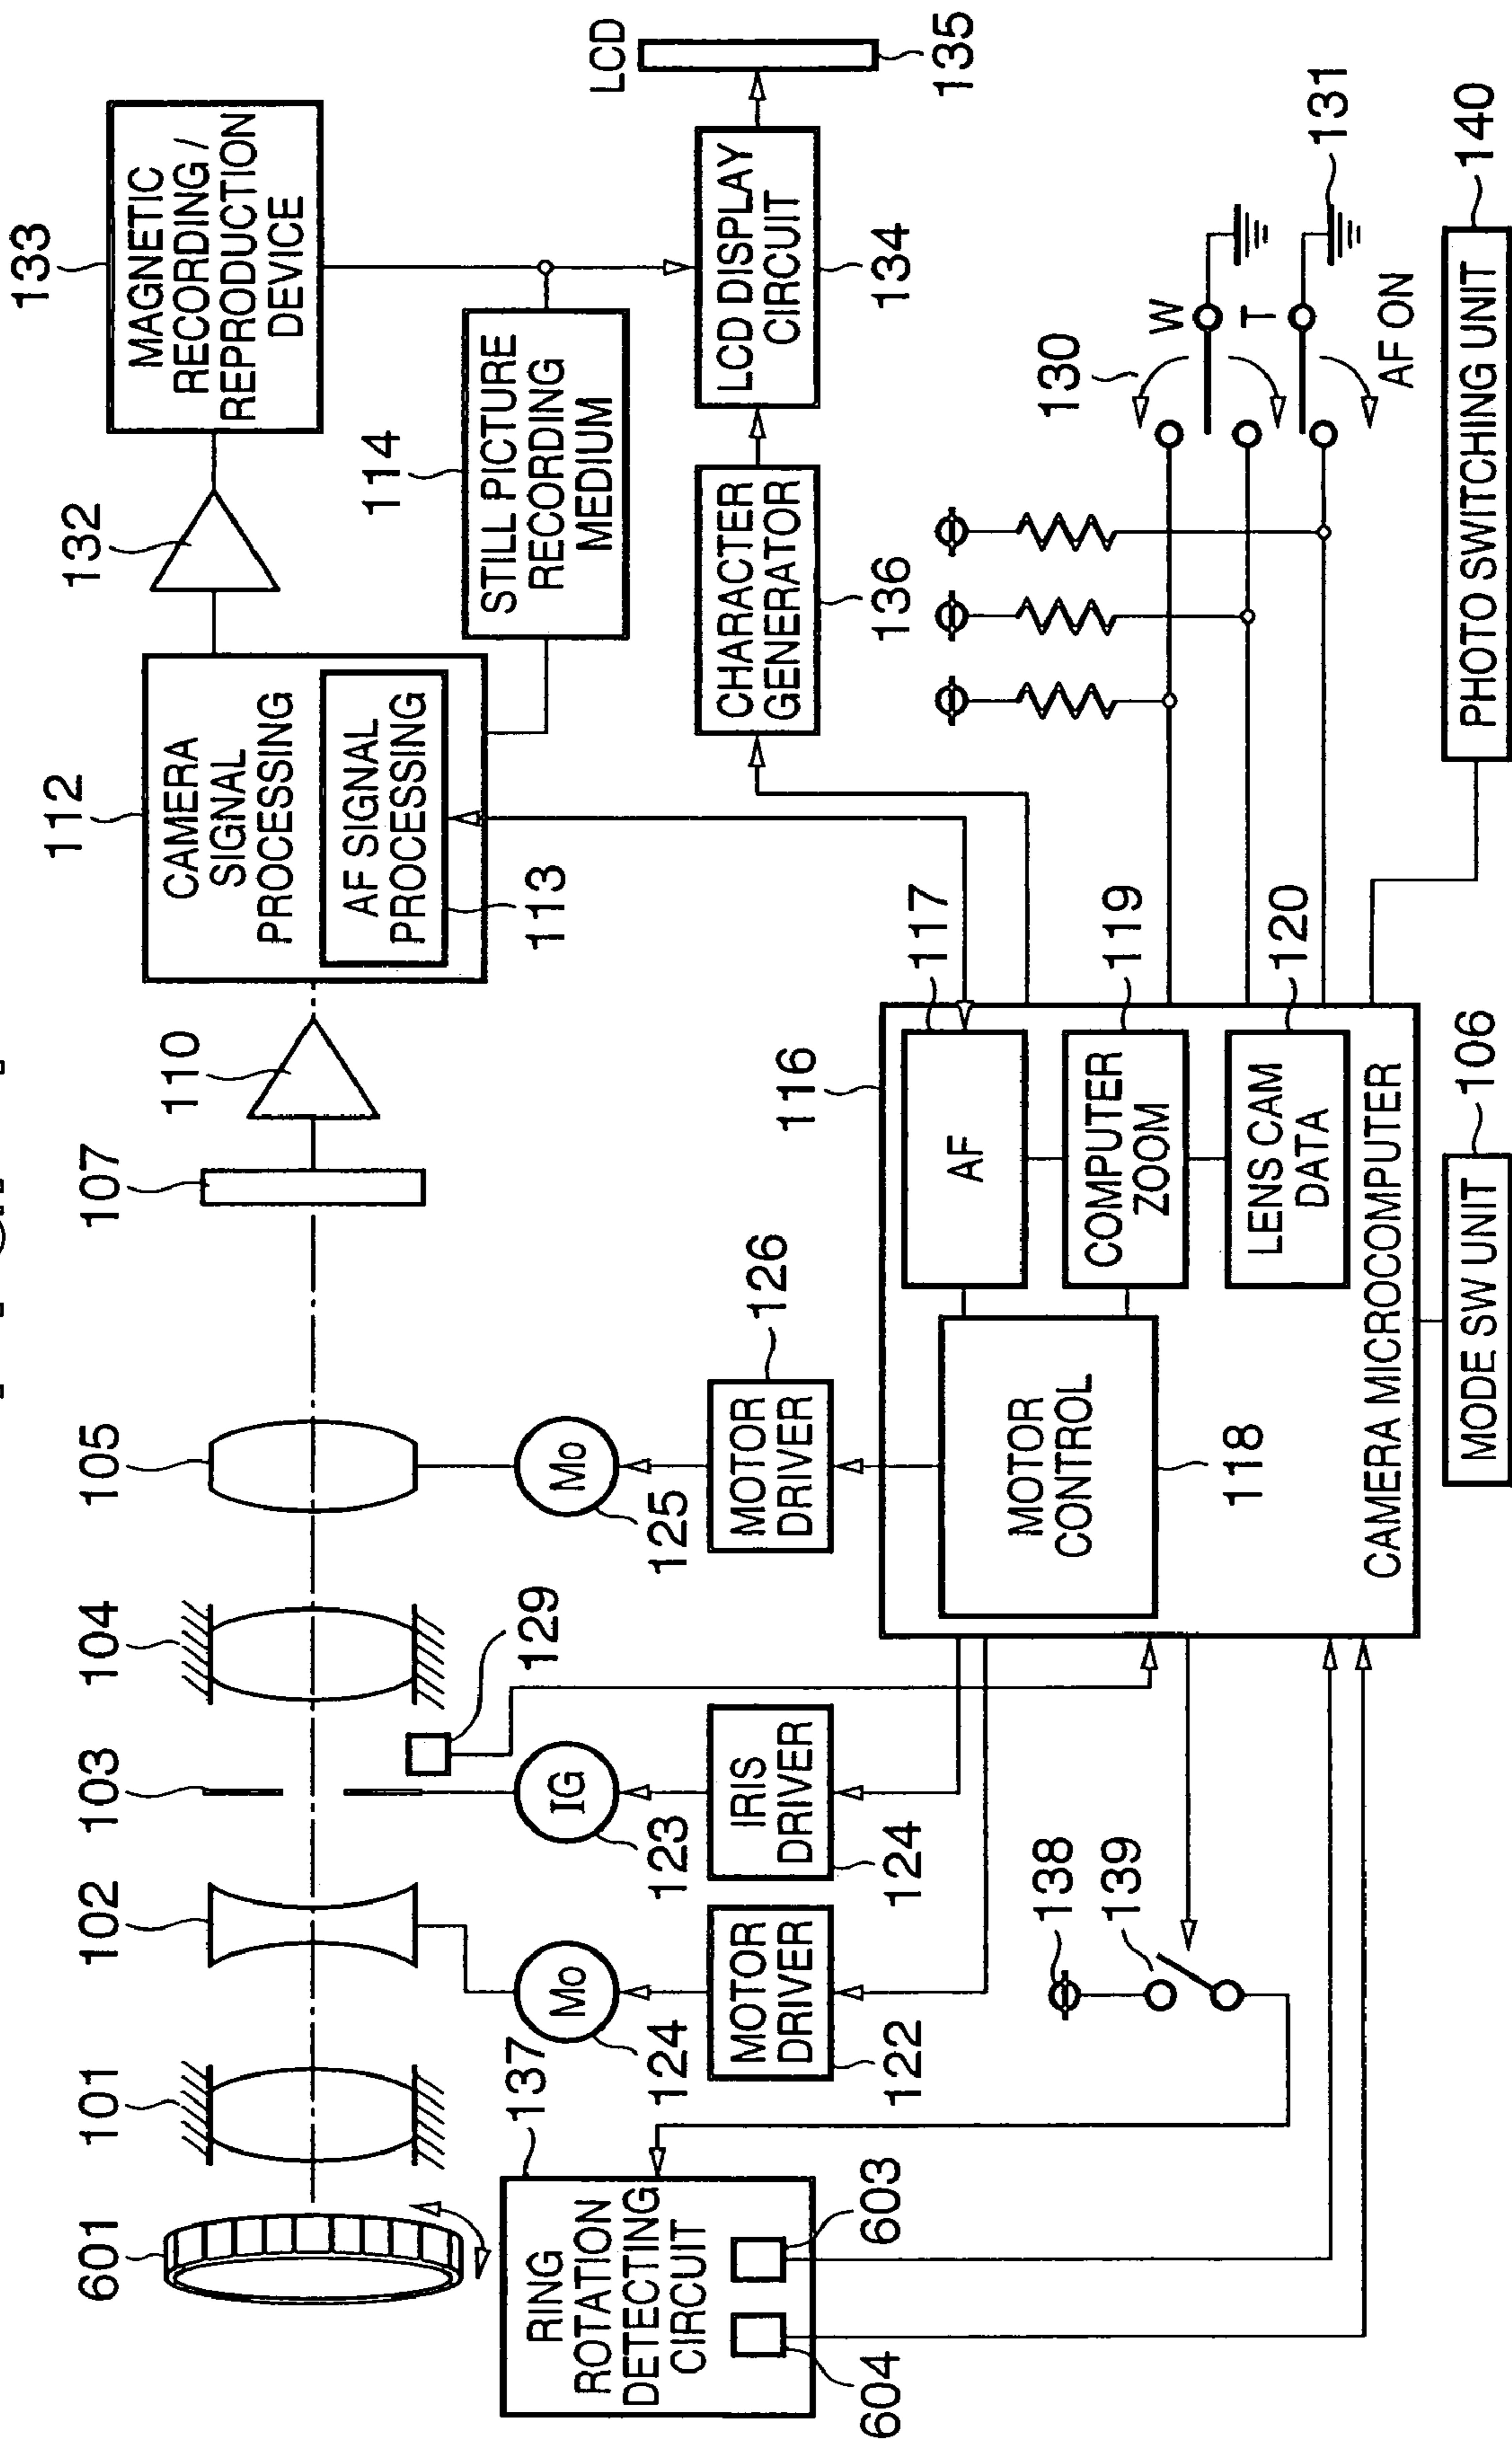 601
101
102
103
104
105
107
110
112
132
133
CAMERA
SIGNAL
PROCESSING
AF SIGNAL
PROCESSING
113
MAGNETIC
RECORDING /
REPRODUCTION
DEVICE
114
STILL PICTURE
RECORDING
MEDIUM
129
137
RING
ROTATION
DETECTING
CIRCUIT
604
603
Mo
124
IG
123
Mo
125
MOTOR
DRIVER
122
IRIS
DRIVER
124
MOTOR
DRIVER
126
CHARACTER
GENERATOR
136
LCD DISPLAY
CIRCUIT
134
LCD
135
116
117
AF
MOTOR
CONTROL
118
COMPUTER
ZOOM
119
LENS CAM
DATA
120
CAMERA MICROCOMPUTER
138
139
130
W
T
131
AF ON
MODE SW UNIT
106
PHOTO SWITCHING UNIT
140